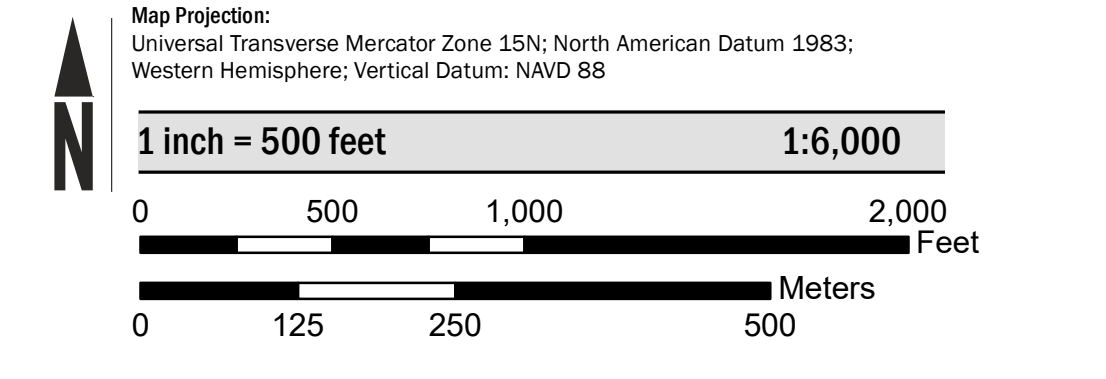 Map Projection:
Universal Transverse Mercator Zone 15N; North American Datum 1983;
Western Hemisphere; Vertical Datum: NAVD 88
N
1 inch = 500 feet 1:6,000
0 500 1,000 2,000
Feet
Meters
0 125 250 500